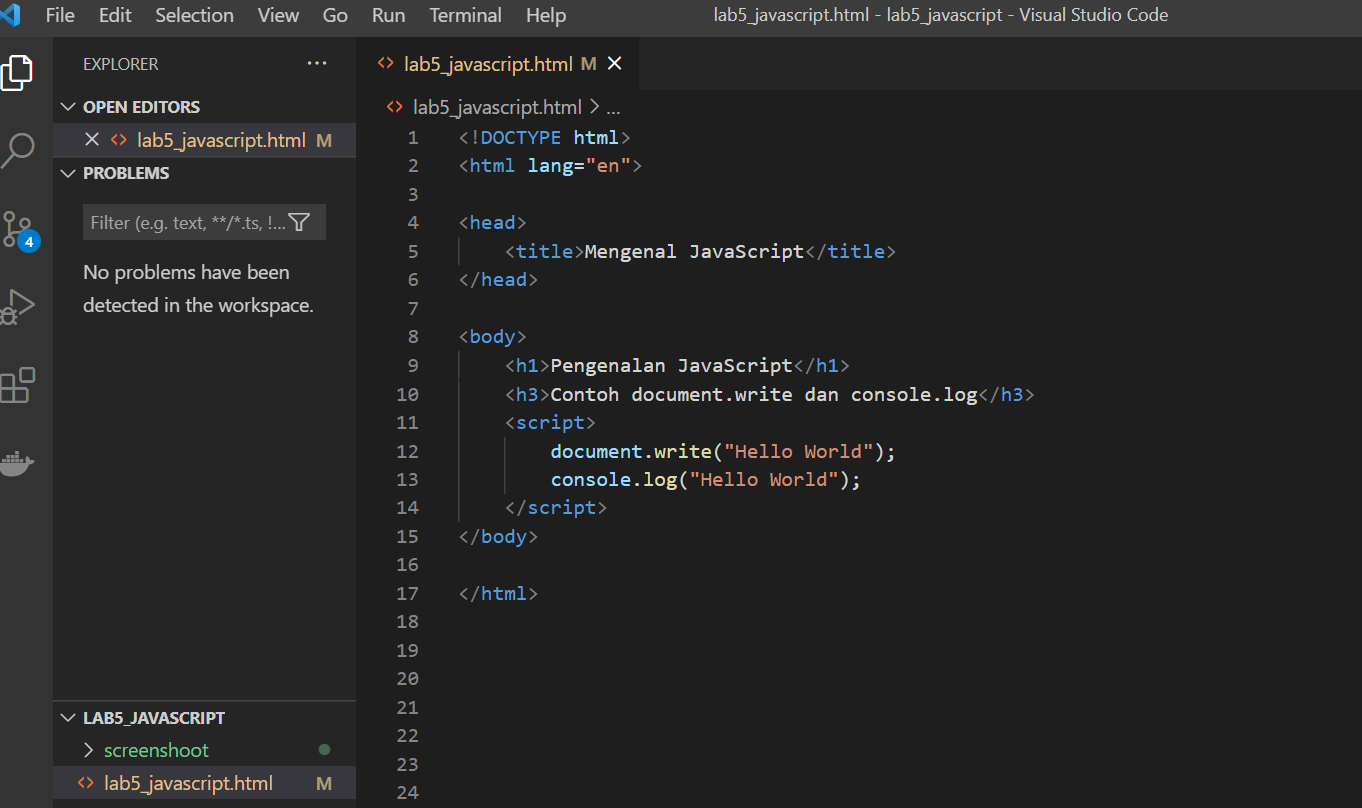 File Edit Selection View Go Run Terminal Help lab5_javascript.html - lab5_javascript - Visual Studio Code
EXPLORER ...
OPEN EDITORS
lab5_javascript.html M
PROBLEMS
Filter (e.g. text, **/*.ts, !...
No problems have been
detected in the workspace.
4
LAB5_JAVASCRIPT
screenshoot
lab5_javascript.html M
lab5_javascript.html M
lab5_javascript.html > ...
1 <!DOCTYPE html>
2 <html lang="en">
3
4 <head>
5 <title>Mengenal JavaScript</title>
6 </head>
7
8 <body>
9 <h1>Pengenalan JavaScript</h1>
10 <h3>Contoh document.write dan console.log</h3>
11 <script>
12 document.write("Hello World");
13 console.log("Hello World");
14 </script>
15 </body>
16
17 </html>
18
19
20
21
22
23
24